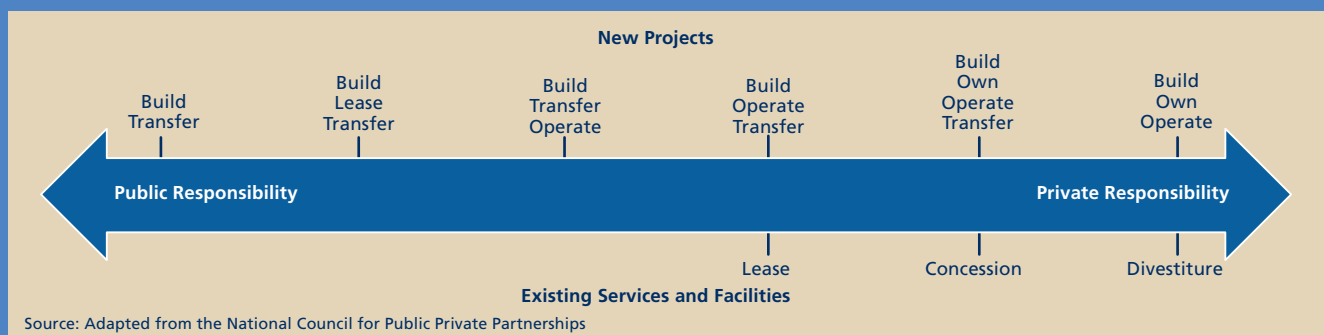 New Projects
Build
Transfer
Build
Lease
Transfer
Build
Transfer
Operate
Build
Operate
Transfer
Build
Own
Operate
Transfer
Build
Own
Operate
Public Responsibility
Private Responsibility
Lease
Concession
Divestiture
Existing Services and Facilities
Source: Adapted from the National Council for Public Private Partnerships